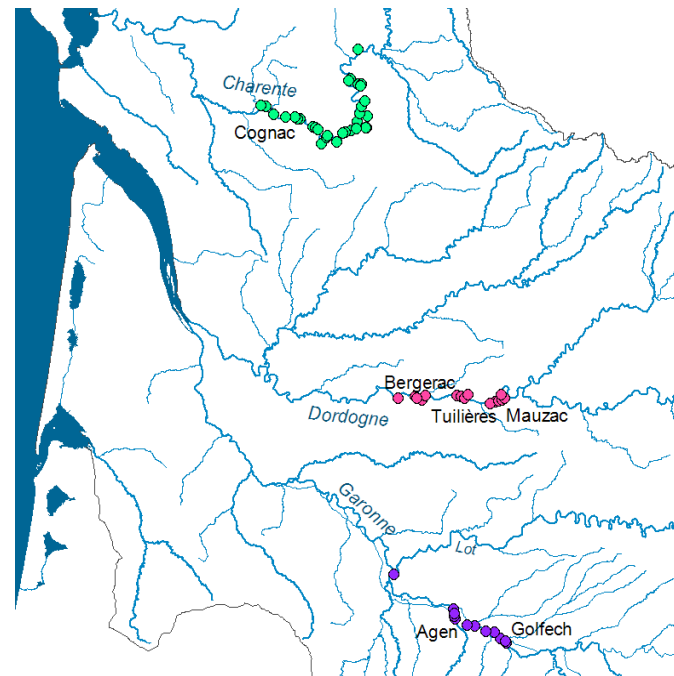 Charente
Cognac
Bergerac
Dordogne
Tuilières
Mauzac
Garonne
Lot
Agen
Golfech